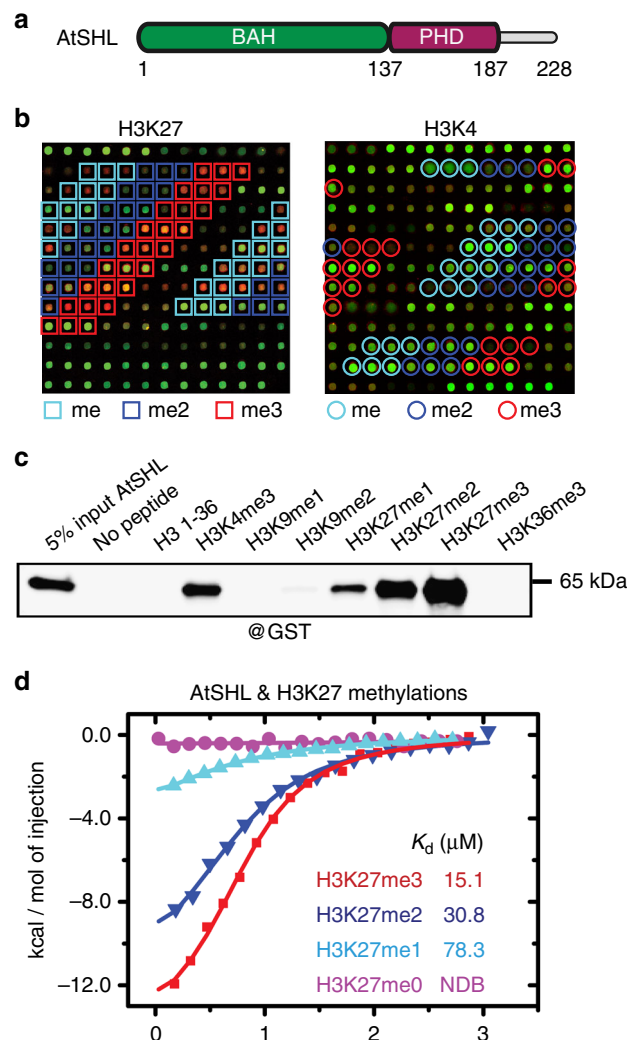 a
AtSHL
BAH
PHD
1
137
187
228
b
H3K27
H3K4
me
me2
me3
me
me2
me3
c
5% input AtSHL
No peptide
H3 1-36
H3K4me3
H3K9me1
H3K9me2
H3K27me1
H3K27me2
H3K27me3
H3K36me3
65 kDa
@GST
d
AtSHL & H3K27 methylations
0.0
−4.0
−8.0
−12.0
kcal / mol of injection
Kd (μM)
H3K27me3 15.1
H3K27me2 30.8
H3K27me1 78.3
H3K27me0 NDB
0 1 2 3